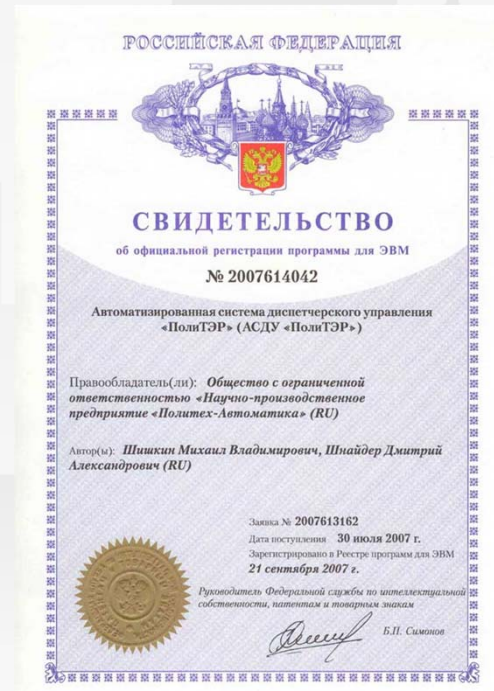 РОССИЙСКАЯ ФЕДЕРАЦИЯ
СВИДЕТЕЛЬСТВО
об официальной регистрации программы для ЭВМ
№ 2007614042
Автоматизированная система диспетчерского управления
«ПолиТЭР» (АСДУ «ПолиТЭР»)
Правообладатель(ли): Общество с ограниченной
ответственностью «Научно-производственное
предприятие «Политех-Автоматика» (RU)
Автор(ы): Шишкин Михаил Владимирович, Шнайдер Дмитрий
Александрович (RU)
Заявка № 2007613162
Дата поступления 30 июля 2007 г.
Зарегистрировано в Реестре программ для ЭВМ
21 сентября 2007 г.
Руководитель Федеральной службы по интеллектуальной
собственности, патентам и товарным знакам
Б.П. Симонов